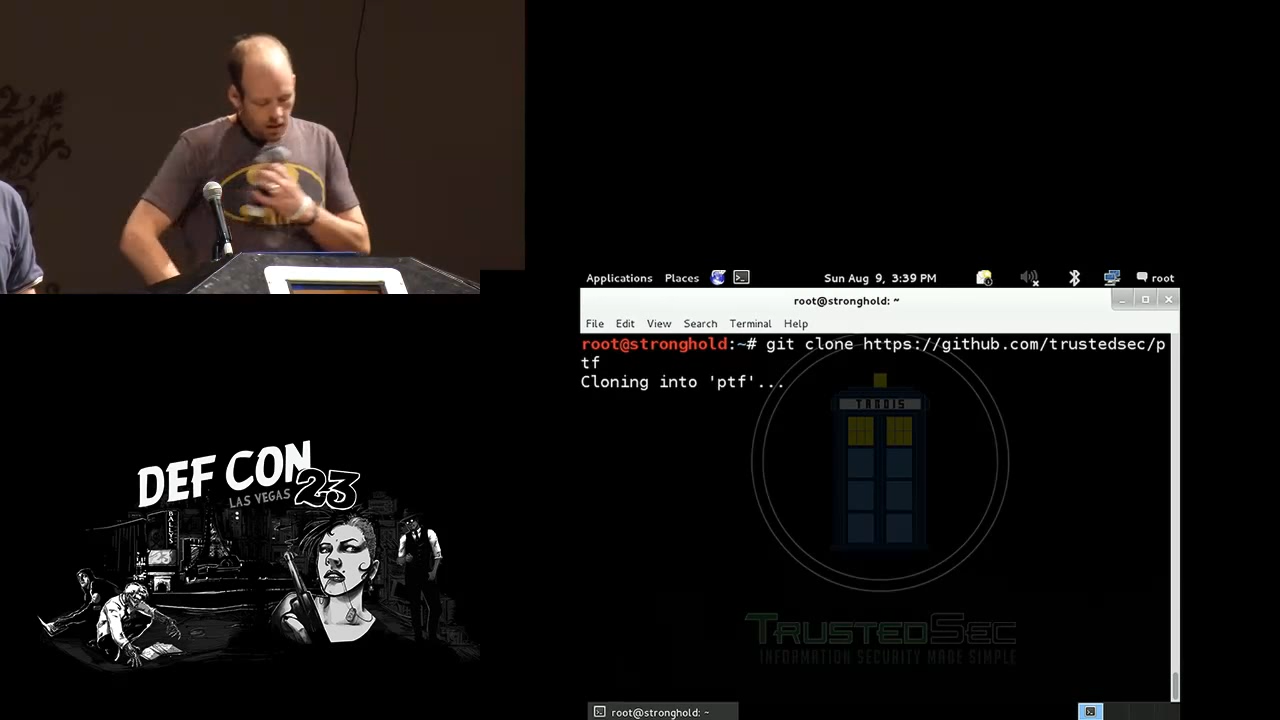 Applications Places Sun Aug 9, 3:39 PM root
root@stronghold: ~
File Edit View Search Terminal Help
root@stronghold:~# git clone https://github.com/trustedsec/p
tf
Cloning into 'ptf'...
TARDIS
TRUSTEDSEC
INFORMATION SECURITY MADE SIMPLE
root@stronghold: ~
DEF CON
LAS VEGAS 23
BALLYS